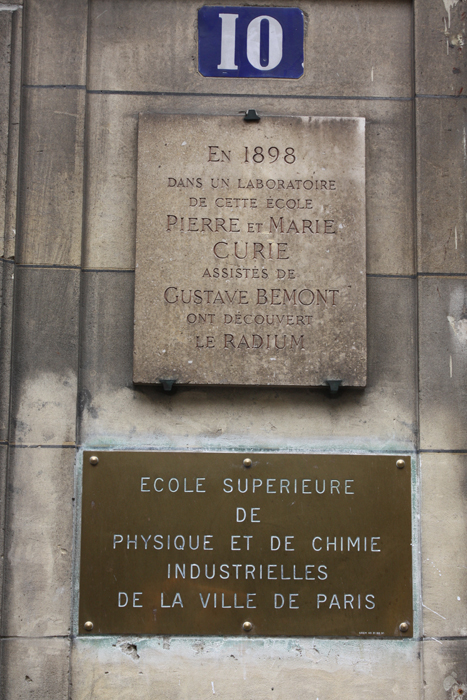 10
En 1898
DANS UN LABORATOIRE
DE CETTE ÉCOLE
PIERRE ET MARIE
CURIE
ASSISTÉS DE
GUSTAVE BEMONT
ONT DÉCOUVERT
LE RADIUM
ECOLE SUPERIEURE
DE
PHYSIQUE ET DE CHIMIE
INDUSTRIELLES
DE LA VILLE DE PARIS